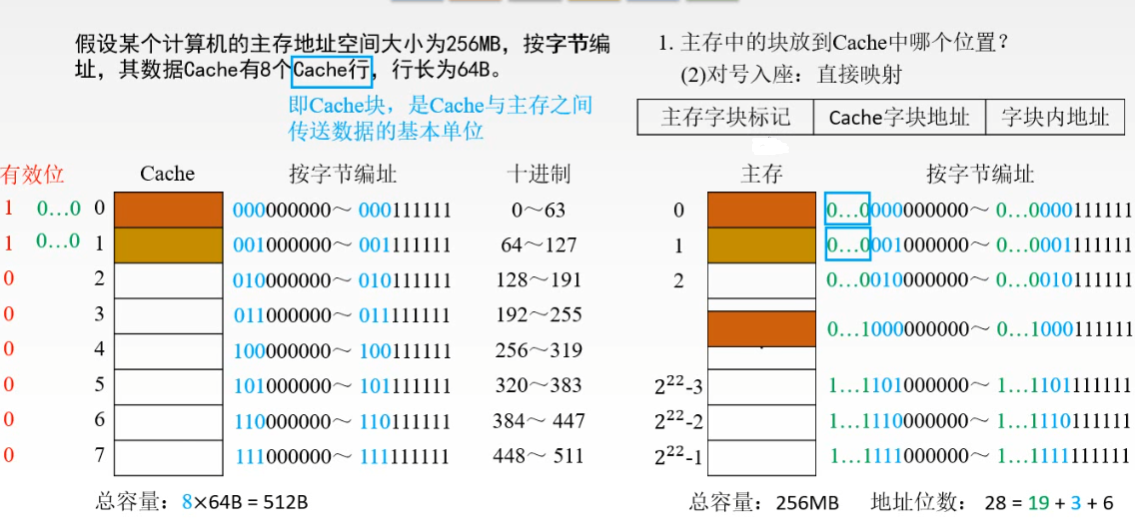 假设某个计算机的主存地址空间大小为256MB，按字节编
址，其数据Cache有8个Cache行，行长为64B。
即Cache块，是Cache与主存之间
传送数据的基本单位
1. 主存中的块放到Cache中哪个位置？
(2)对号入座：直接映射
主存字块标记 Cache字块地址 字块内地址
有效位 Cache 按字节编址 十进制
1 0…0 0 000000000～ 000111111 0～63
1 0…0 1 001000000～ 001111111 64～127
0 2 010000000～ 010111111 128～191
0 3 011000000～ 011111111 192～255
0 4 100000000～ 100111111 256～319
0 5 101000000～ 101111111 320～383
0 6 110000000～ 110111111 384～ 447
0 7 111000000～ 111111111 448～ 511
总容量：8×64B = 512B
主存 按字节编址
0 0…0000000000～ 0…0000111111
1 0…0001000000～ 0…0001111111
2 0…0010000000～ 0…0010111111
0…1000000000～ 0…1000111111
2²²-3 1…1101000000～ 1…1101111111
2²²-2 1…1110000000～ 1…1110111111
2²²-1 1…1111000000～ 1…1111111111
总容量：256MB 地址位数： 28 = 19 + 3 + 6